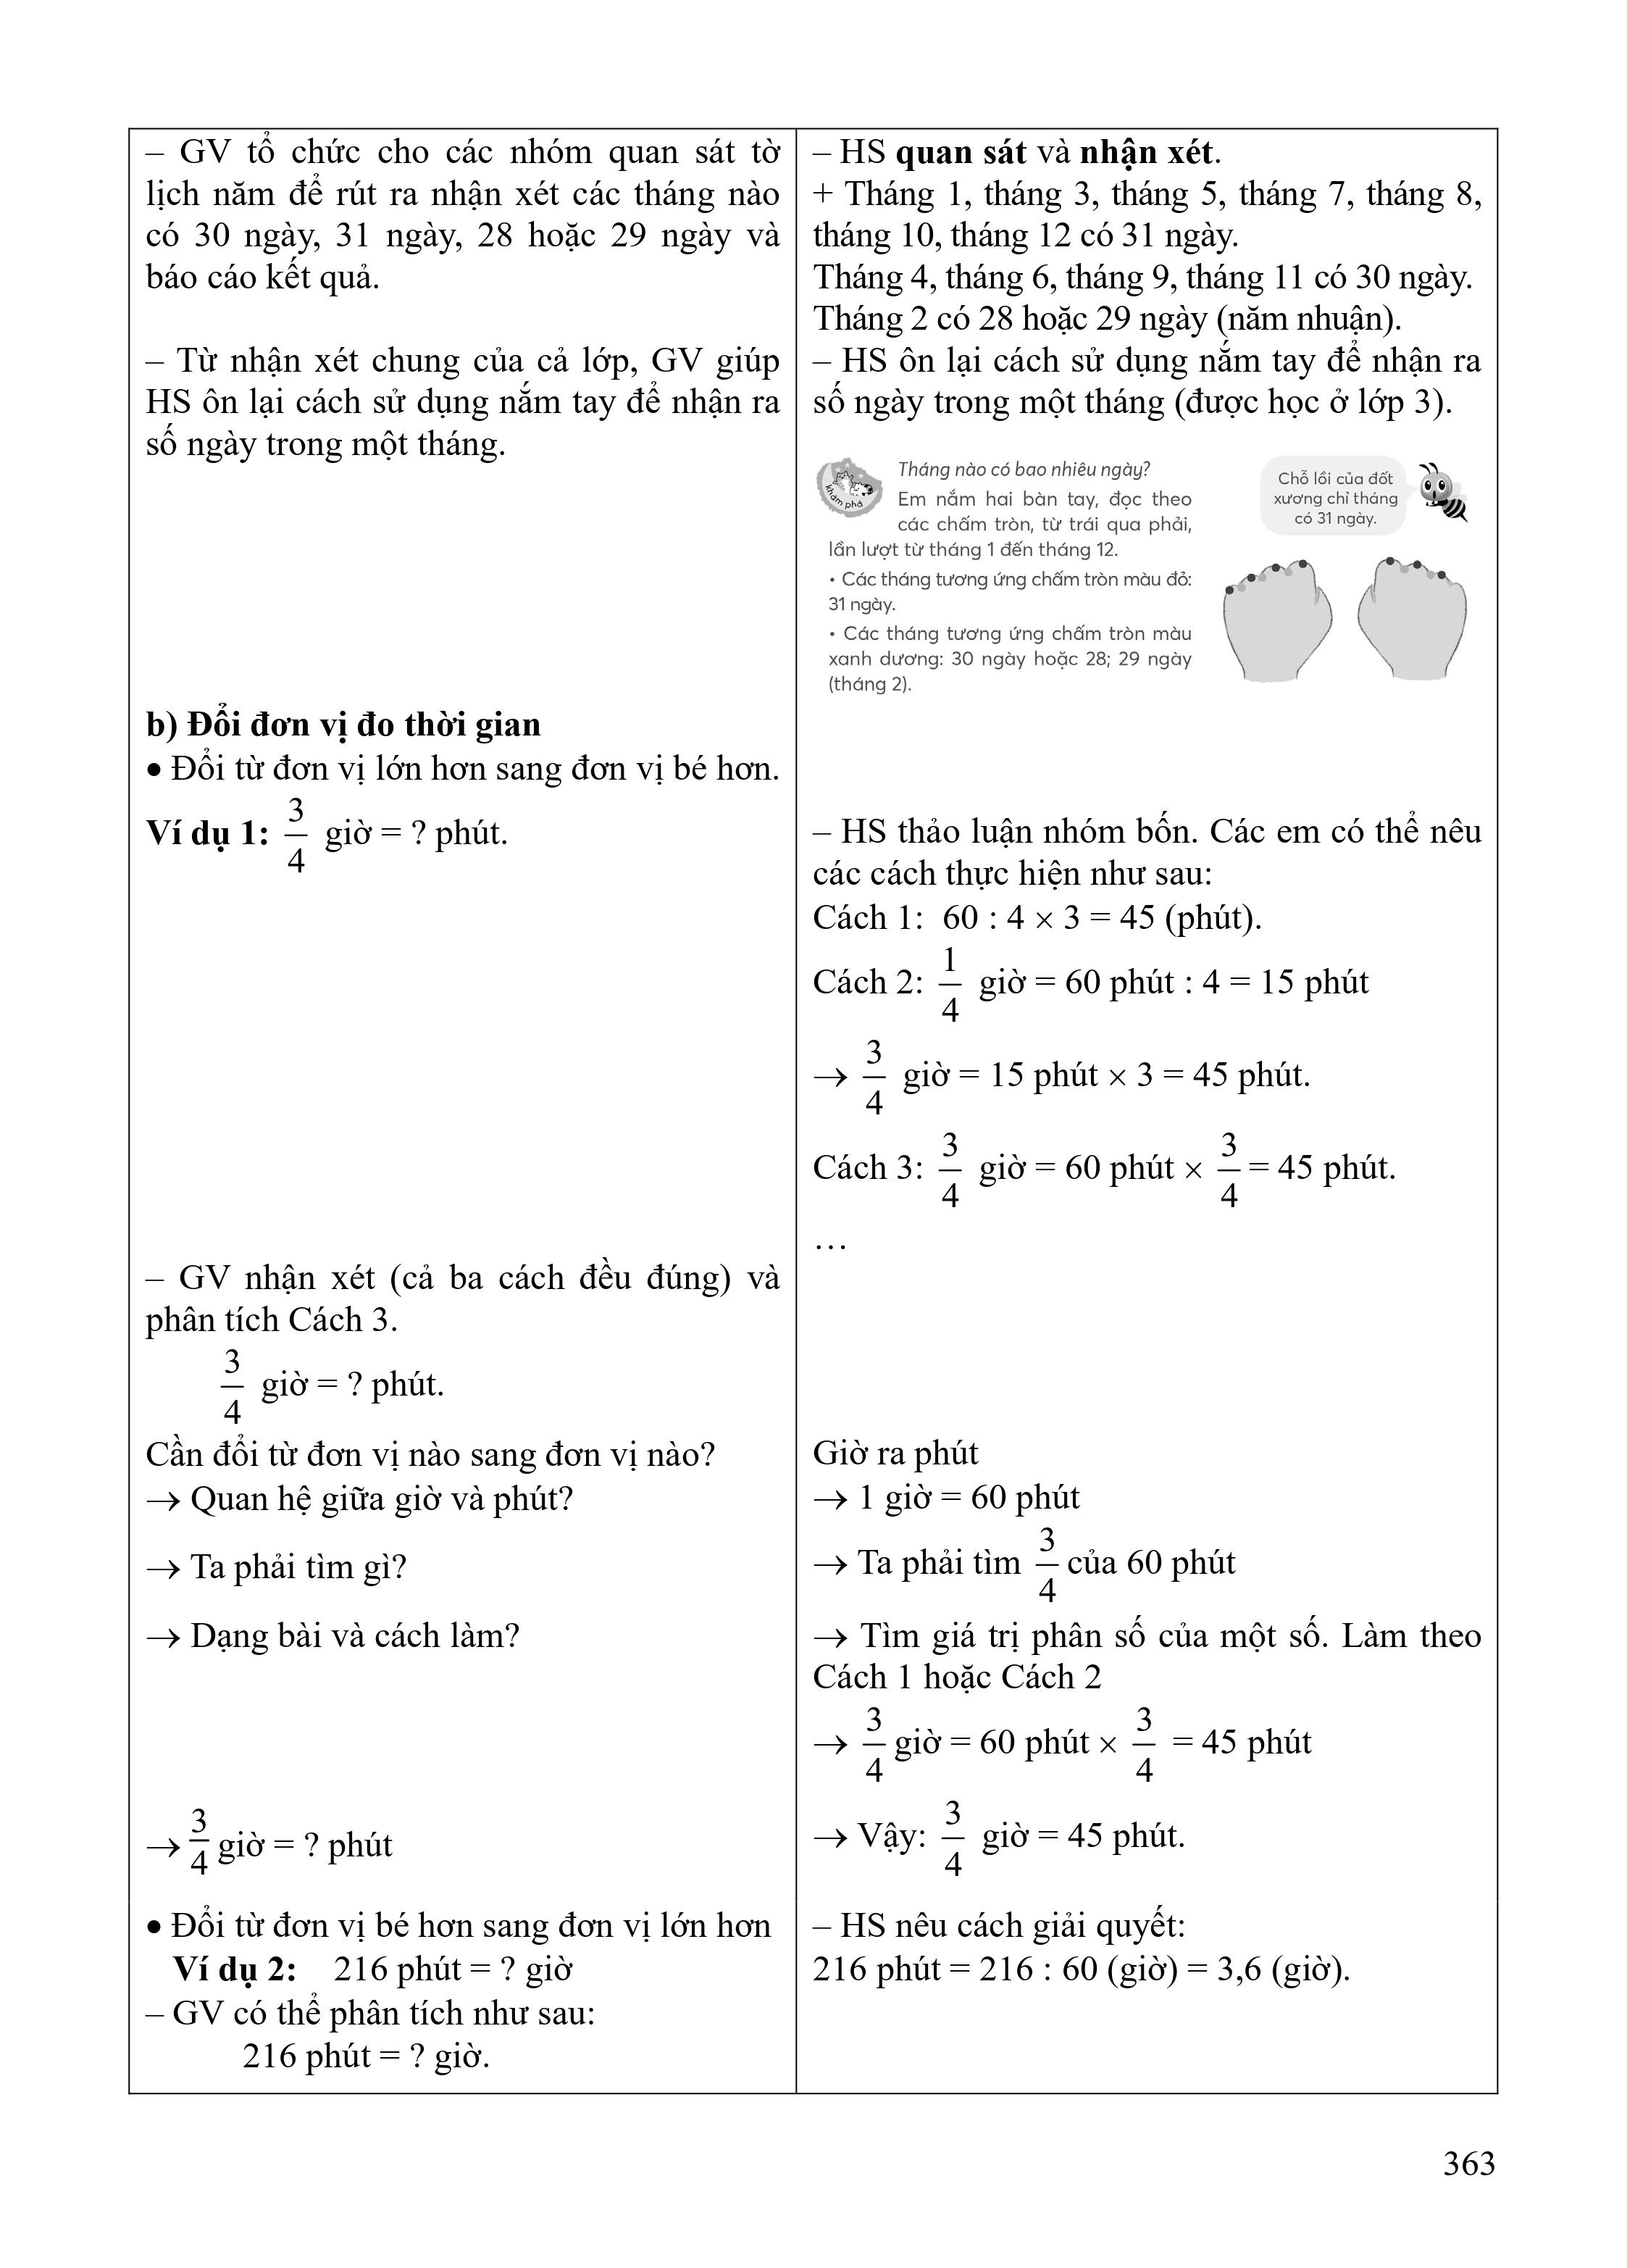 – GV tổ chức cho các nhóm quan sát tờ
lịch năm để rút ra nhận xét các tháng nào
có 30 ngày, 31 ngày, 28 hoặc 29 ngày và
báo cáo kết quả.
– Từ nhận xét chung của cả lớp, GV giúp
HS ôn lại cách sử dụng nắm tay để nhận ra
số ngày trong một tháng.
b) Đổi đơn vị đo thời gian
• Đổi từ đơn vị lớn hơn sang đơn vị bé hơn.
Ví dụ 1: 3/4 giờ = ? phút.
– GV nhận xét (cả ba cách đều đúng) và
phân tích Cách 3.
3/4 giờ = ? phút.
Cần đổi từ đơn vị nào sang đơn vị nào?
→ Quan hệ giữa giờ và phút?
→ Ta phải tìm gì?
→ Dạng bài và cách làm?
→ 3/4 giờ = ? phút
• Đổi từ đơn vị bé hơn sang đơn vị lớn hơn
Ví dụ 2: 216 phút = ? giờ
– GV có thể phân tích như sau:
216 phút = ? giờ.
– HS quan sát và nhận xét.
+ Tháng 1, tháng 3, tháng 5, tháng 7, tháng 8,
tháng 10, tháng 12 có 31 ngày.
Tháng 4, tháng 6, tháng 9, tháng 11 có 30 ngày.
Tháng 2 có 28 hoặc 29 ngày (năm nhuận).
– HS ôn lại cách sử dụng nắm tay để nhận ra
số ngày trong một tháng (được học ở lớp 3).
khám phá
Tháng nào có bao nhiêu ngày?
Em nắm hai bàn tay, đọc theo
các chấm tròn, từ trái qua phải,
lần lượt từ tháng 1 đến tháng 12.
• Các tháng tương ứng chấm tròn màu đỏ:
31 ngày.
• Các tháng tương ứng chấm tròn màu
xanh dương: 30 ngày hoặc 28; 29 ngày
(tháng 2).
Chỗ lồi của đốt
xương chỉ tháng
có 31 ngày.
– HS thảo luận nhóm bốn. Các em có thể nêu
các cách thực hiện như sau:
Cách 1: 60 : 4 × 3 = 45 (phút).
Cách 2: 1/4 giờ = 60 phút : 4 = 15 phút
→ 3/4 giờ = 15 phút × 3 = 45 phút.
Cách 3: 3/4 giờ = 60 phút × 3/4 = 45 phút.
…
Giờ ra phút
→ 1 giờ = 60 phút
→ Ta phải tìm 3/4 của 60 phút
→ Tìm giá trị phân số của một số. Làm theo
Cách 1 hoặc Cách 2
→ 3/4 giờ = 60 phút × 3/4 = 45 phút
→ Vậy: 3/4 giờ = 45 phút.
– HS nêu cách giải quyết:
216 phút = 216 : 60 (giờ) = 3,6 (giờ).
363